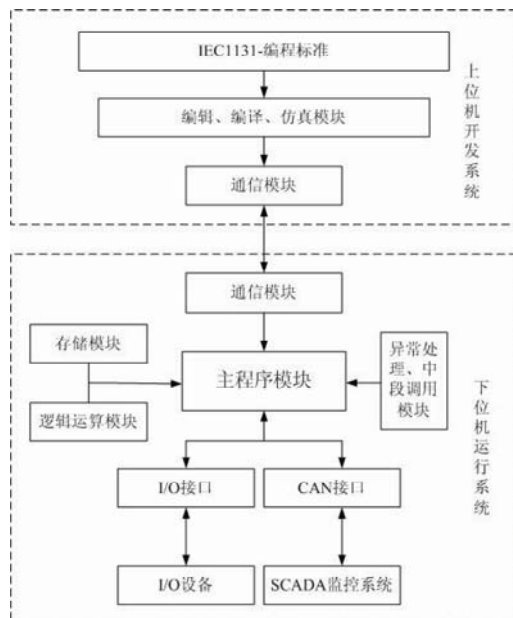 IEC1131-编程标准
编辑、编译、仿真模块
通信模块
上位机开发系统
通信模块
存储模块
逻辑运算模块
主程序模块
异常处
理、中
段调用
模块
下位机运行系统
I/O接口
CAN接口
I/O设备
SCADA监控系统